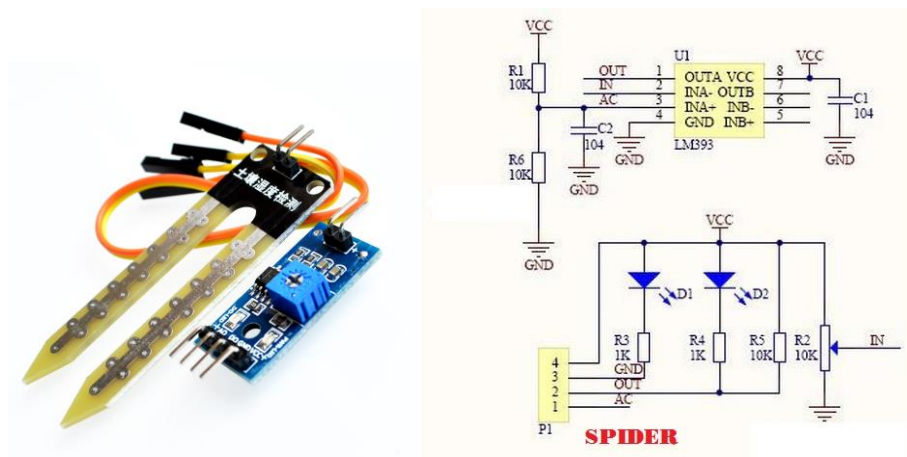 土壤湿度检测
VCC
R1
10K
OUT
IN
AC
1
2
3
4
U1
OUTA VCC
INA- OUTB
INA+ INB-
GND INB+
LM393
8
7
6
5
VCC
C1
104
GND
C2
104
GND
GND
R6
10K
GND
VCC
D1
D2
R3
1K
R4
1K
R5
10K
R2
10K
IN
GND
OUT
AC
4
3
2
1
P1
GND
SPIDER